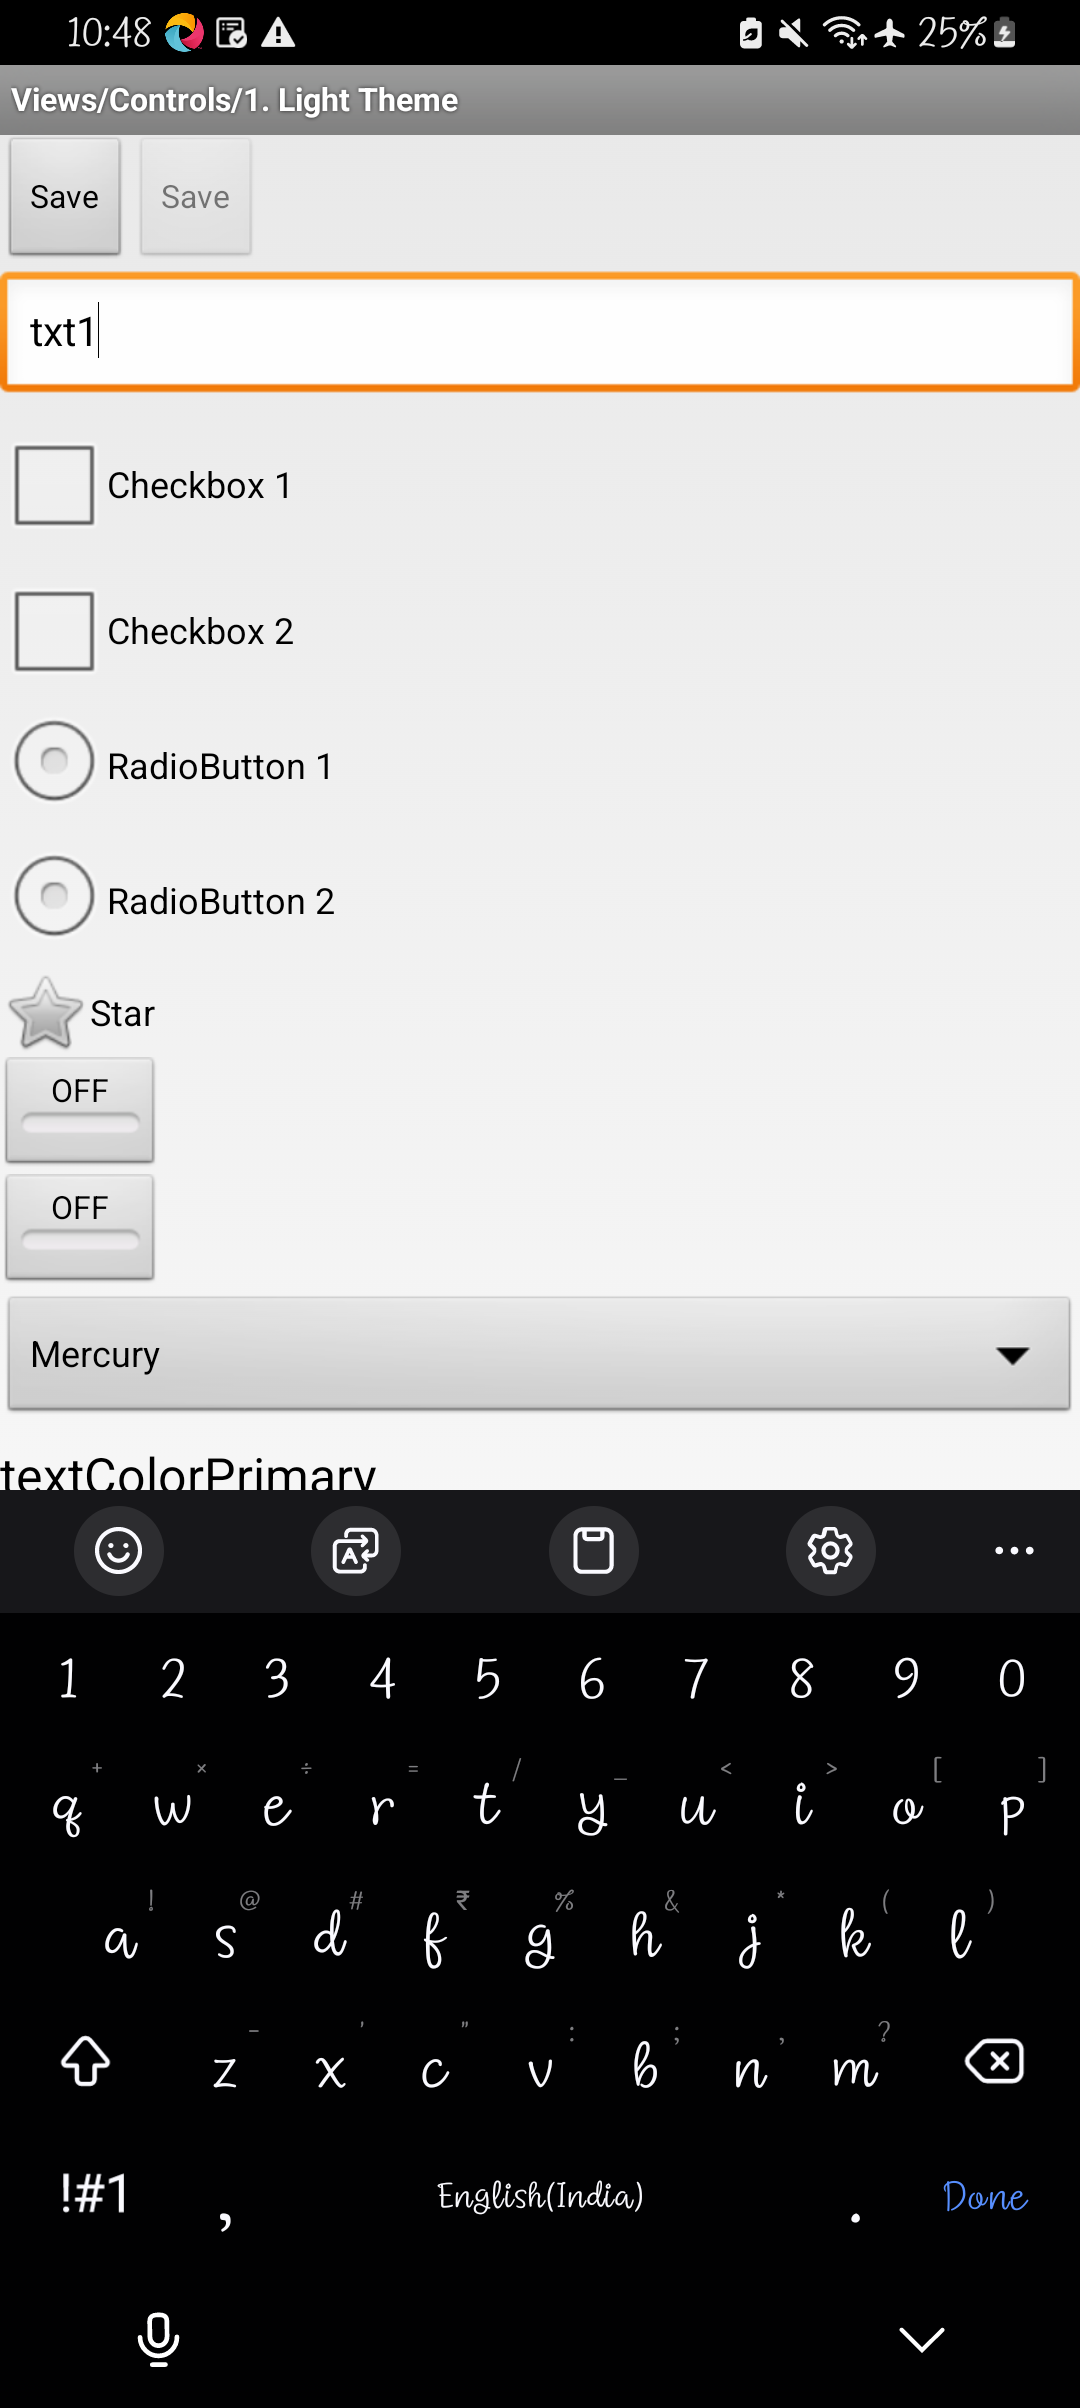 10:48 25%
Views/Controls/1. Light Theme
Save Save
txt1
Checkbox 1
Checkbox 2
RadioButton 1
RadioButton 2
Star
OFF
OFF
Mercury
textColorPrimary
1 2 3 4 5 6 7 8 9 0
+ × ÷ = / _ < > [ ]
q w e r t y u i o p
! @ # ₹ % & * ( )
a s d f g h j k l
- ' " : ; , ?
z x c v b n m
!#1 , English(India) . Done